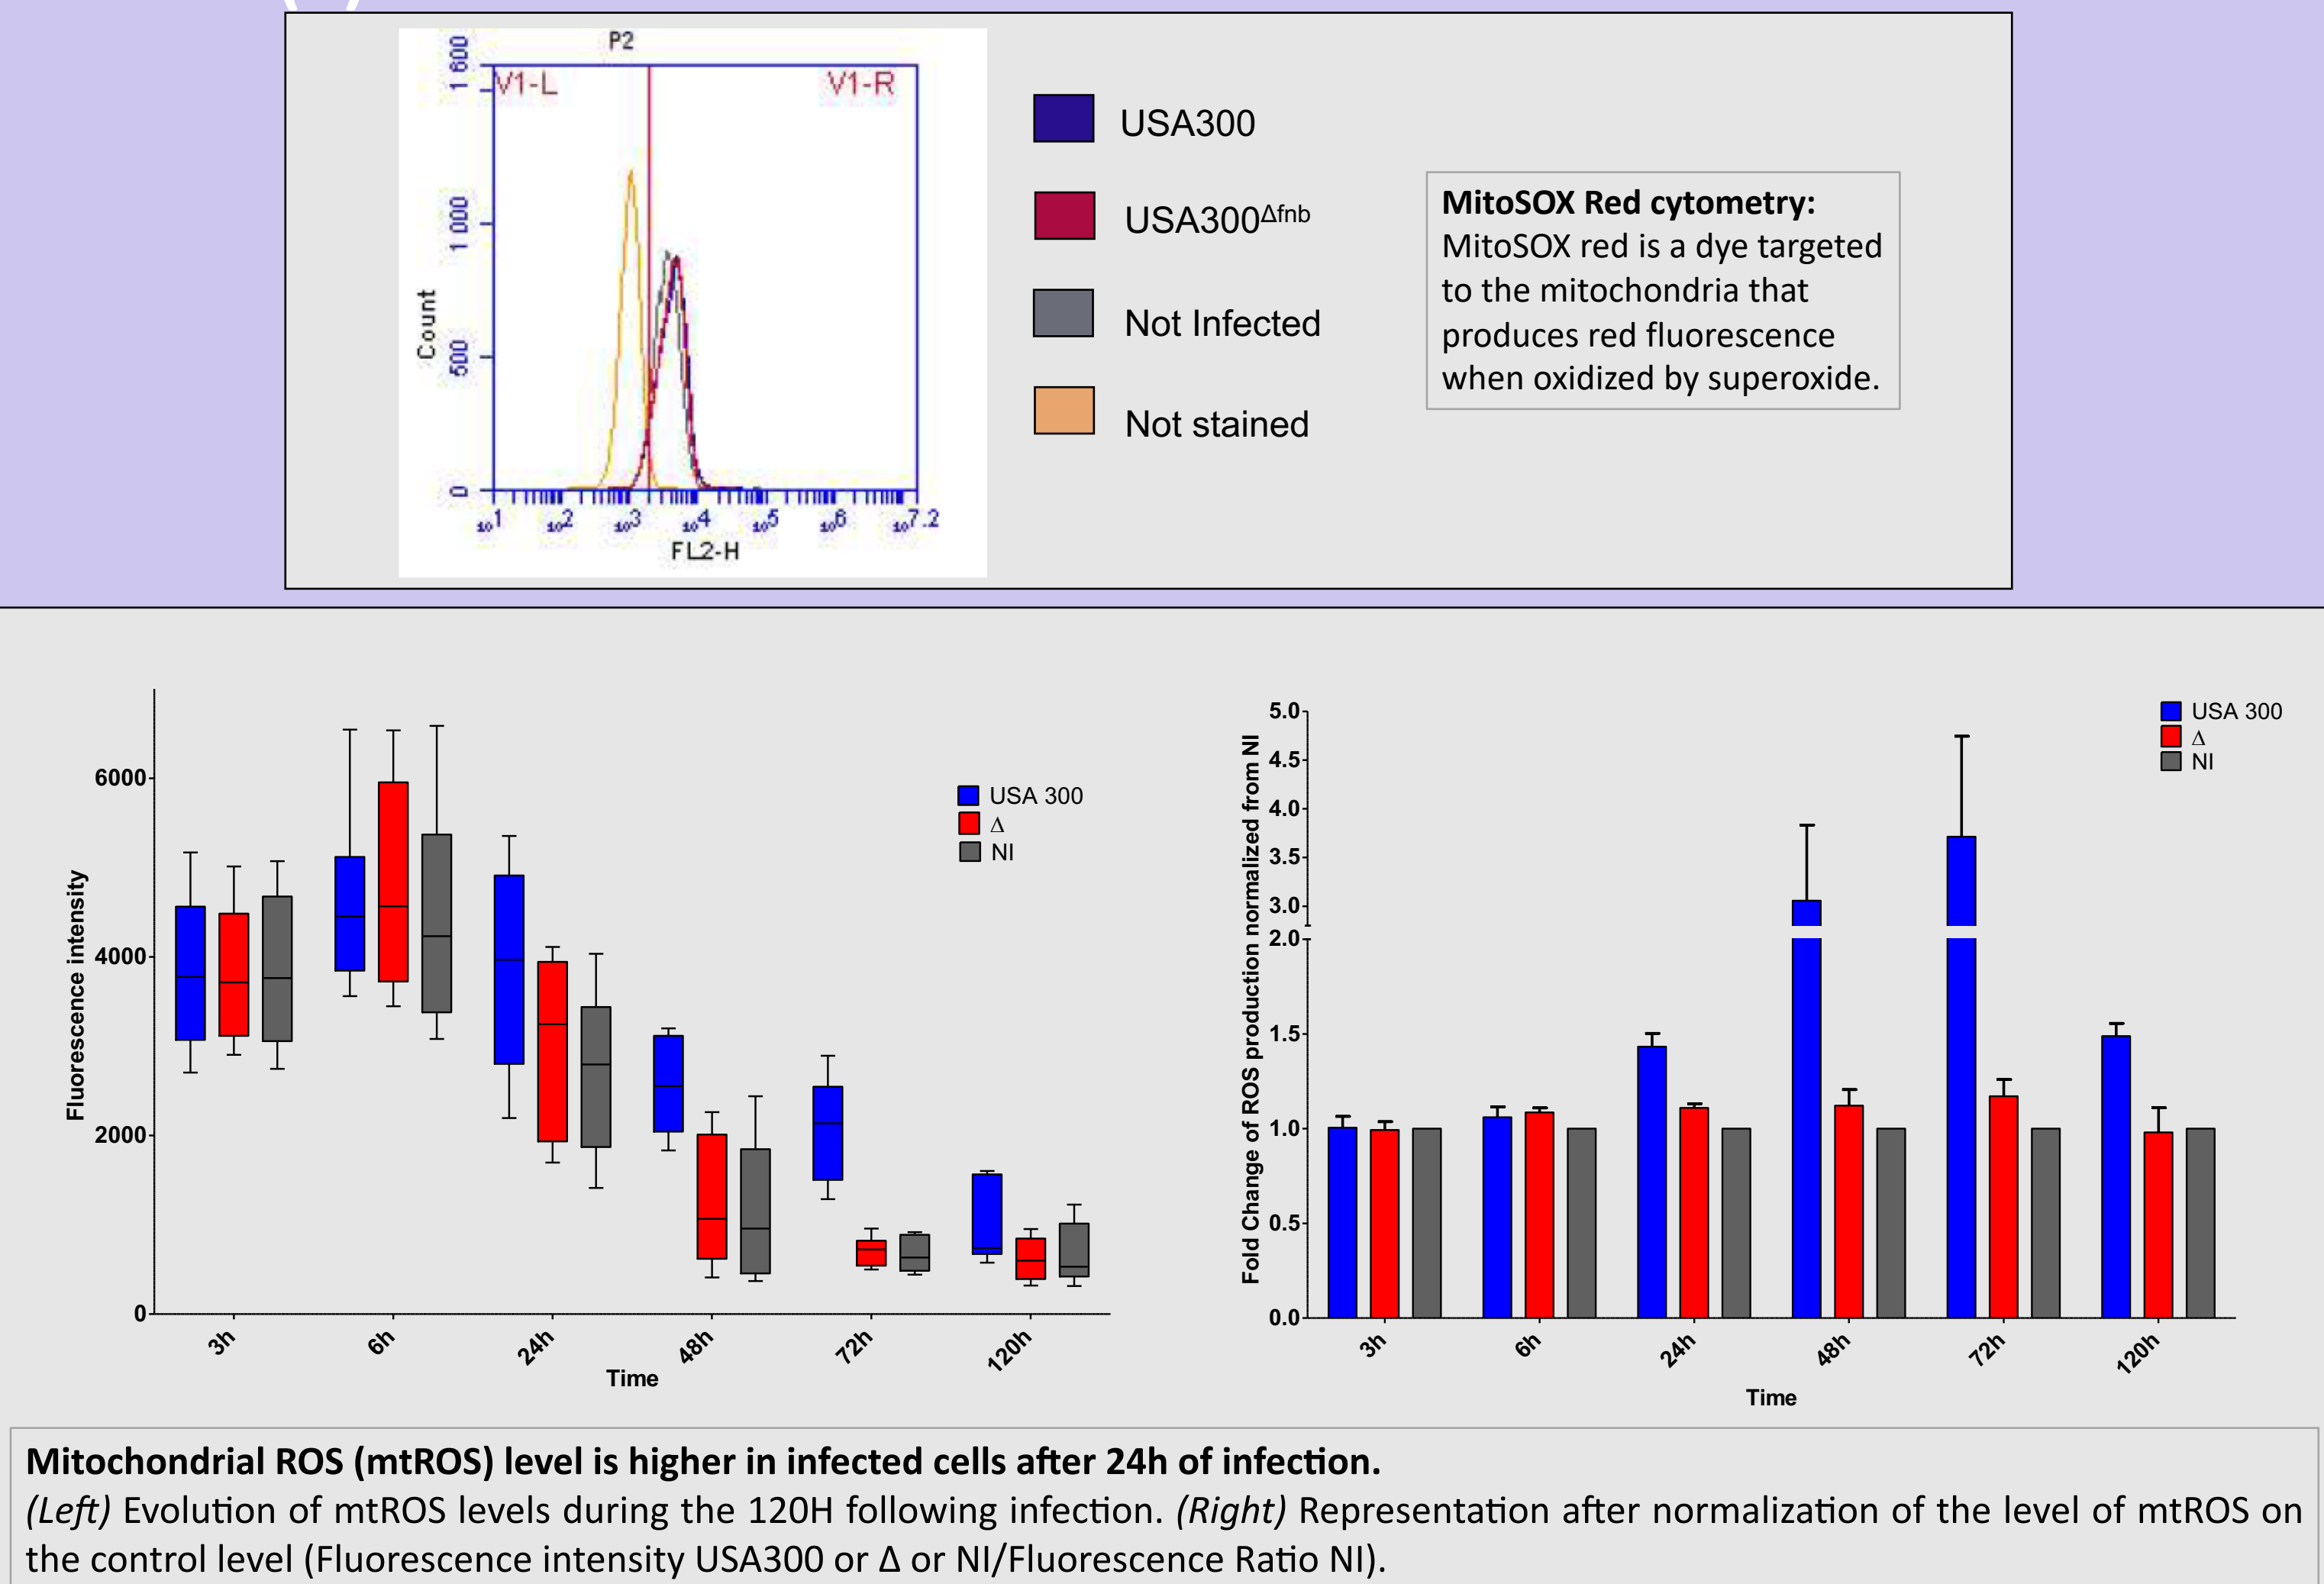 P2
V1-L
V1-R
1 600
1 000
500
0
Count
10^1 10^2 10^3 10^4 10^5 10^6 10^7.2
FL2-H
USA300
USA300^Δfnb
Not Infected
Not stained
MitoSOX Red cytometry:
MitoSOX red is a dye targeted
to the mitochondria that
produces red fluorescence
when oxidized by superoxide.
Fluorescence intensity
6000
4000
2000
0
3h 6h 24h 48h 72h 120h
Time
USA 300
Δ
NI
Fold Change of ROS production normalized from NI
5.0
4.5
4.0
3.5
3.0
2.0
1.5
1.0
0.5
0.0
3h 6h 24h 48h 72h 120h
Time
USA 300
Δ
NI
Mitochondrial ROS (mtROS) level is higher in infected cells after 24h of infection.
(Left) Evolution of mtROS levels during the 120H following infection. (Right) Representation after normalization of the level of mtROS on
the control level (Fluorescence intensity USA300 or Δ or NI/Fluorescence Ratio NI).